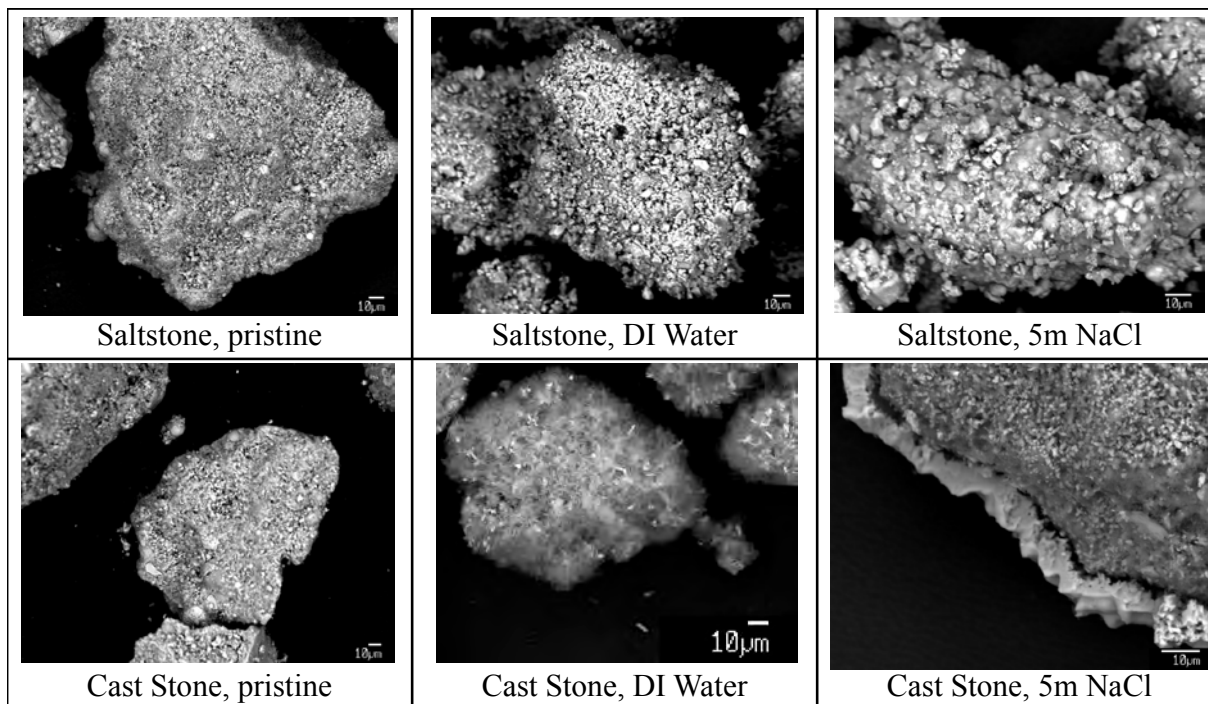 10µm
10µm
10µm
Saltstone, pristine
Saltstone, DI Water
Saltstone, 5m NaCl
10µm
10µm
10µm
Cast Stone, pristine
Cast Stone, DI Water
Cast Stone, 5m NaCl